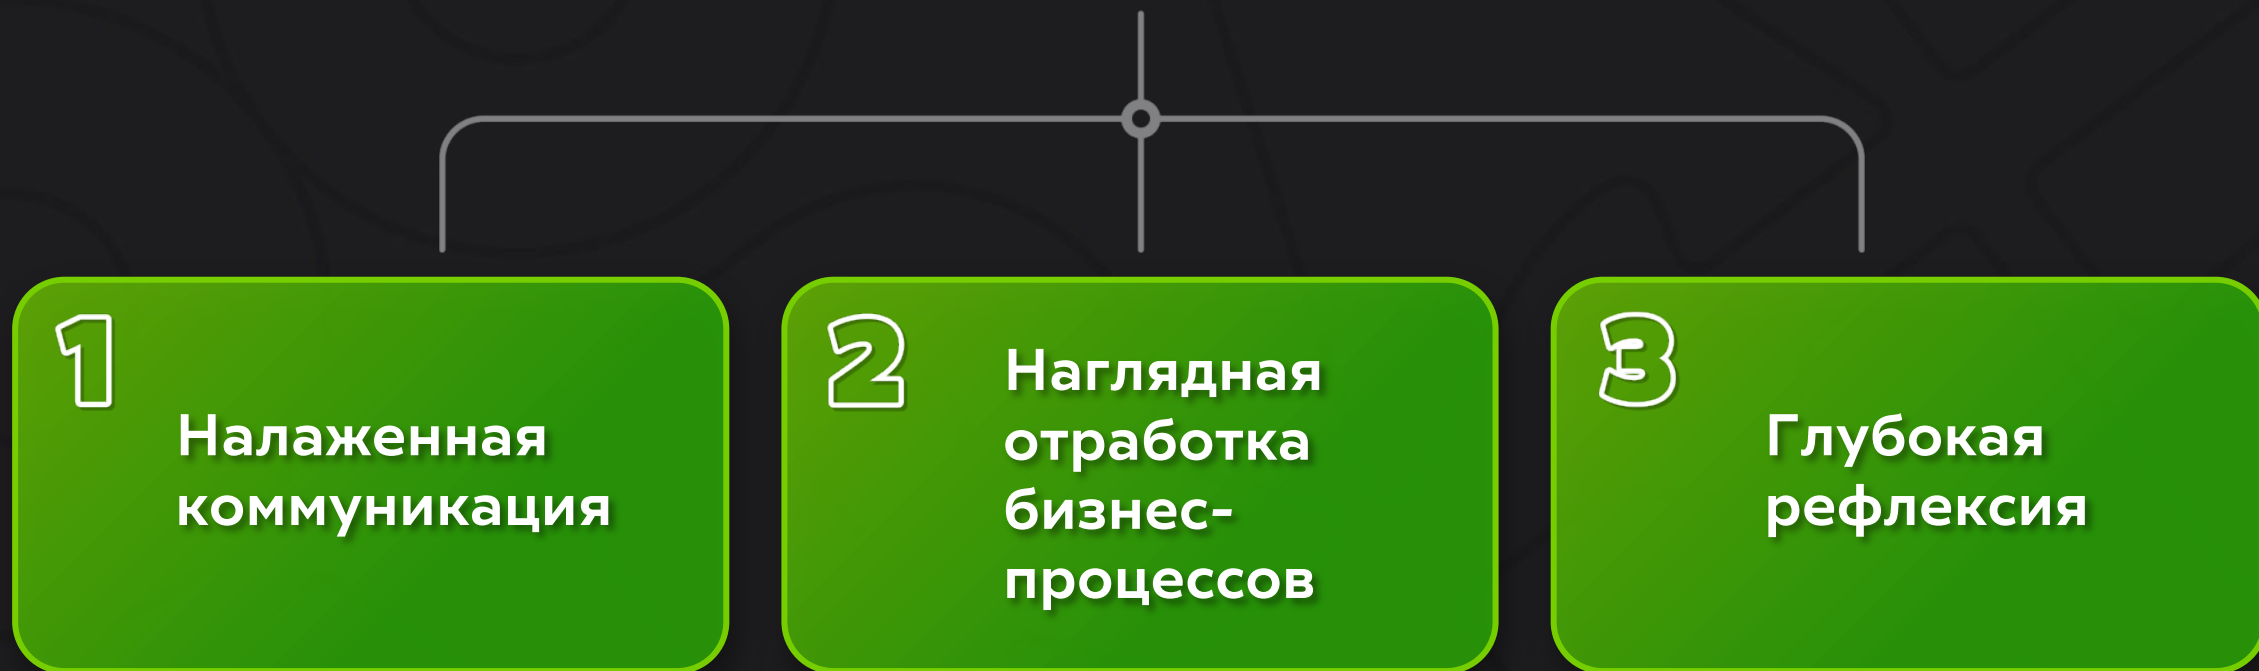 1
Налаженная
коммуникация
2
Наглядная
отработка
бизнес-
процессов
3
Глубокая
рефлексия